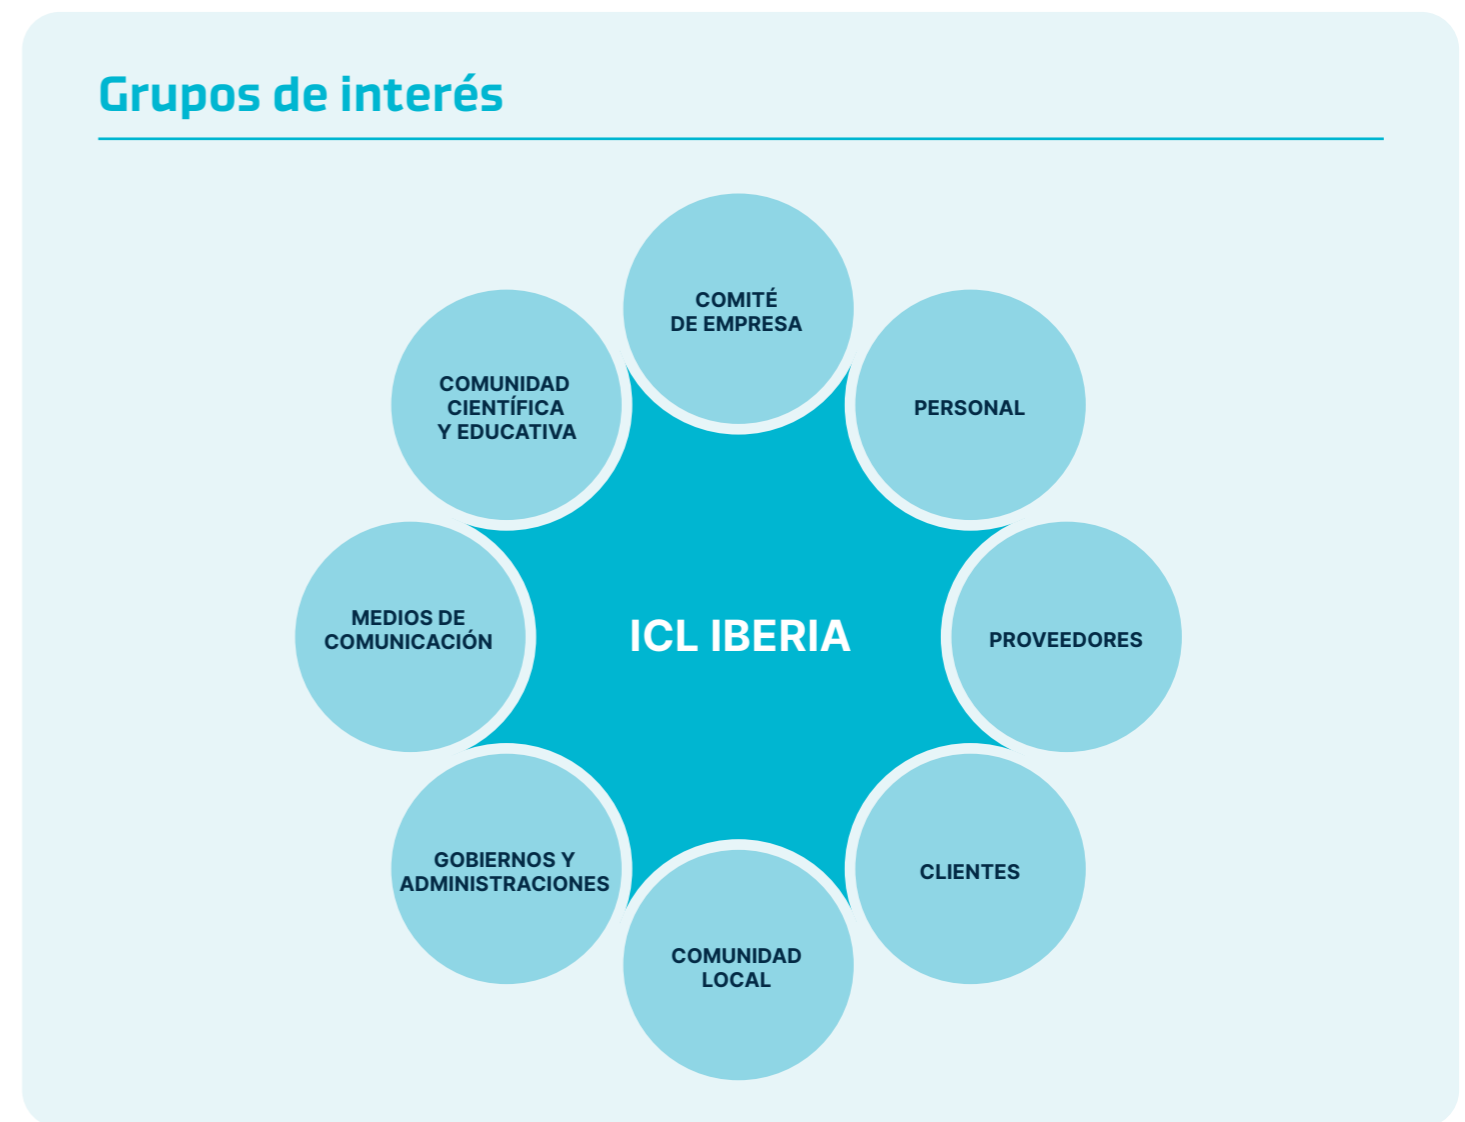 Grupos de interés
COMITÉ
DE EMPRESA
PERSONAL
PROVEEDORES
CLIENTES
COMUNIDAD
LOCAL
GOBIERNOS Y
ADMINISTRACIONES
MEDIOS DE
COMUNICACIÓN
COMUNIDAD
CIENTÍFICA
Y EDUCATIVA
ICL IBERIA